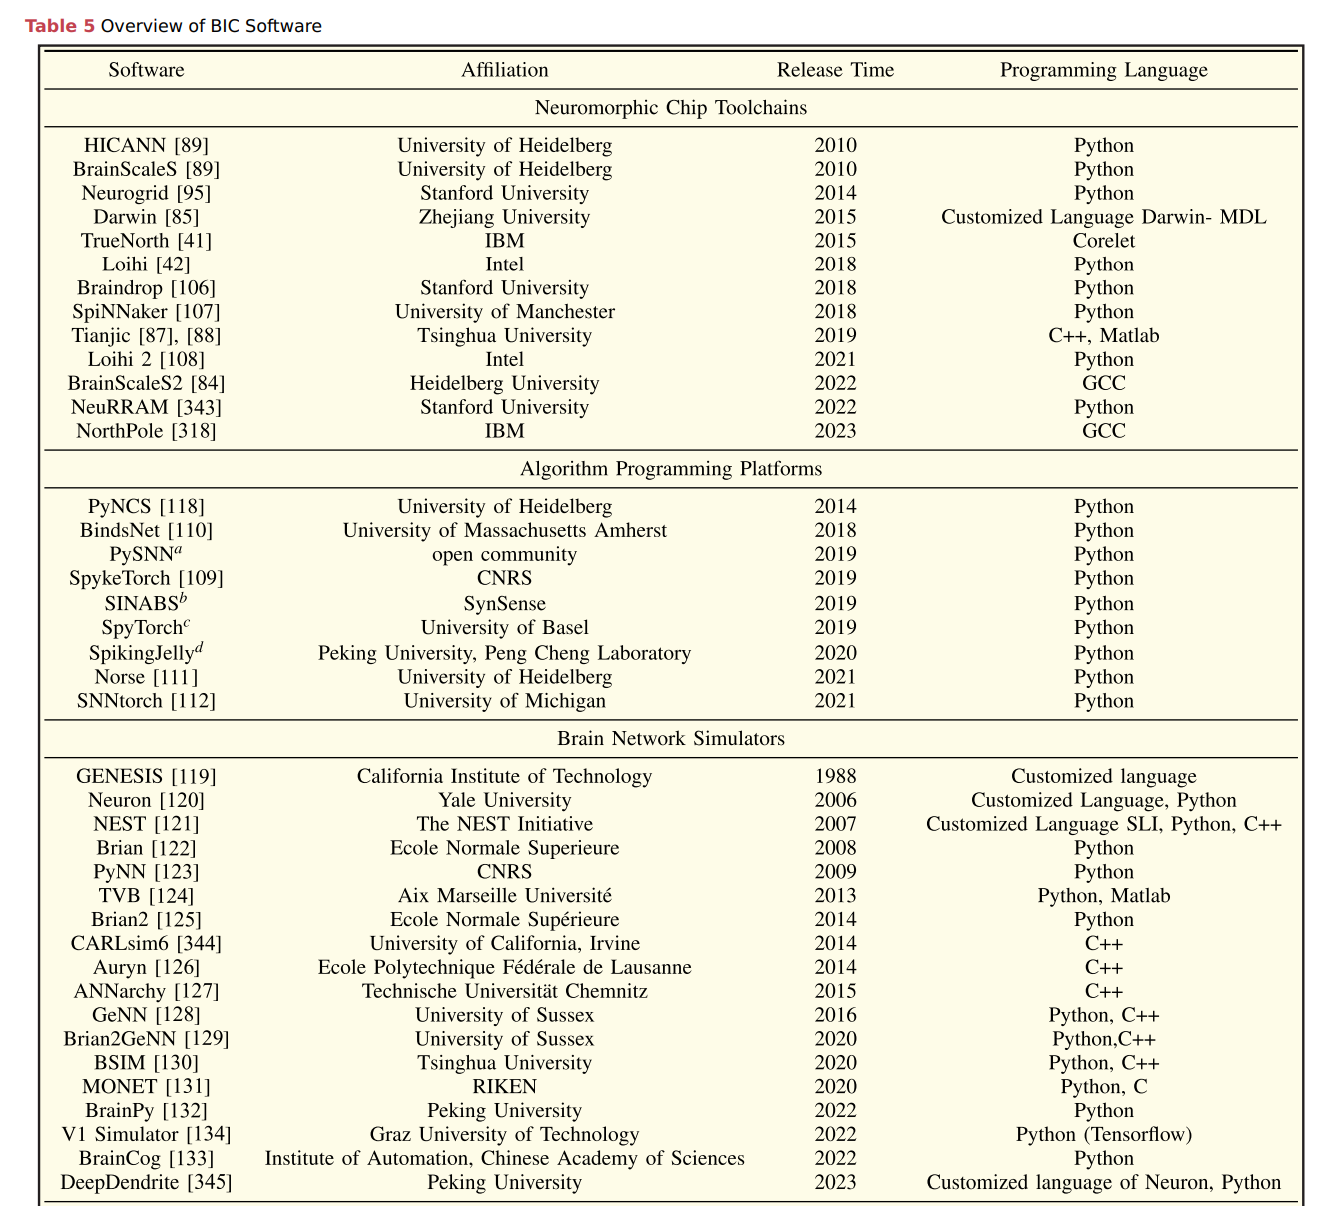 Table 5 Overview of BIC Software
Software Affiliation Release Time Programming Language
Neuromorphic Chip Toolchains
HICANN [89] University of Heidelberg 2010 Python
BrainScaleS [89] University of Heidelberg 2010 Python
Neurogrid [95] Stanford University 2014 Python
Darwin [85] Zhejiang University 2015 Customized Language Darwin- MDL
TrueNorth [41] IBM 2015 Corelet
Loihi [42] Intel 2018 Python
Braindrop [106] Stanford University 2018 Python
SpiNNaker [107] University of Manchester 2018 Python
Tianjic [87], [88] Tsinghua University 2019 C++, Matlab
Loihi 2 [108] Intel 2021 Python
BrainScaleS2 [84] Heidelberg University 2022 GCC
NeuRRAM [343] Stanford University 2022 Python
NorthPole [318] IBM 2023 GCC
Algorithm Programming Platforms
PyNCS [118] University of Heidelberg 2014 Python
BindsNet [110] University of Massachusetts Amherst 2018 Python
PySNNa open community 2019 Python
SpykeTorch [109] CNRS 2019 Python
SINABSb SynSense 2019 Python
SpyTorchc University of Basel 2019 Python
SpikingJellyd Peking University, Peng Cheng Laboratory 2020 Python
Norse [111] University of Heidelberg 2021 Python
SNNtorch [112] University of Michigan 2021 Python
Brain Network Simulators
GENESIS [119] California Institute of Technology 1988 Customized language
Neuron [120] Yale University 2006 Customized Language, Python
NEST [121] The NEST Initiative 2007 Customized Language SLI, Python, C++
Brian [122] Ecole Normale Superieure 2008 Python
PyNN [123] CNRS 2009 Python
TVB [124] Aix Marseille Université 2013 Python, Matlab
Brian2 [125] Ecole Normale Supérieure 2014 Python
CARLsim6 [344] University of California, Irvine 2014 C++
Auryn [126] Ecole Polytechnique Fédérale de Lausanne 2014 C++
ANNarchy [127] Technische Universität Chemnitz 2015 C++
GeNN [128] University of Sussex 2016 Python, C++
Brian2GeNN [129] University of Sussex 2020 Python,C++
BSIM [130] Tsinghua University 2020 Python, C++
MONET [131] RIKEN 2020 Python, C
BrainPy [132] Peking University 2022 Python
V1 Simulator [134] Graz University of Technology 2022 Python (Tensorflow)
BrainCog [133] Institute of Automation, Chinese Academy of Sciences 2022 Python
DeepDendrite [345] Peking University 2023 Customized language of Neuron, Python